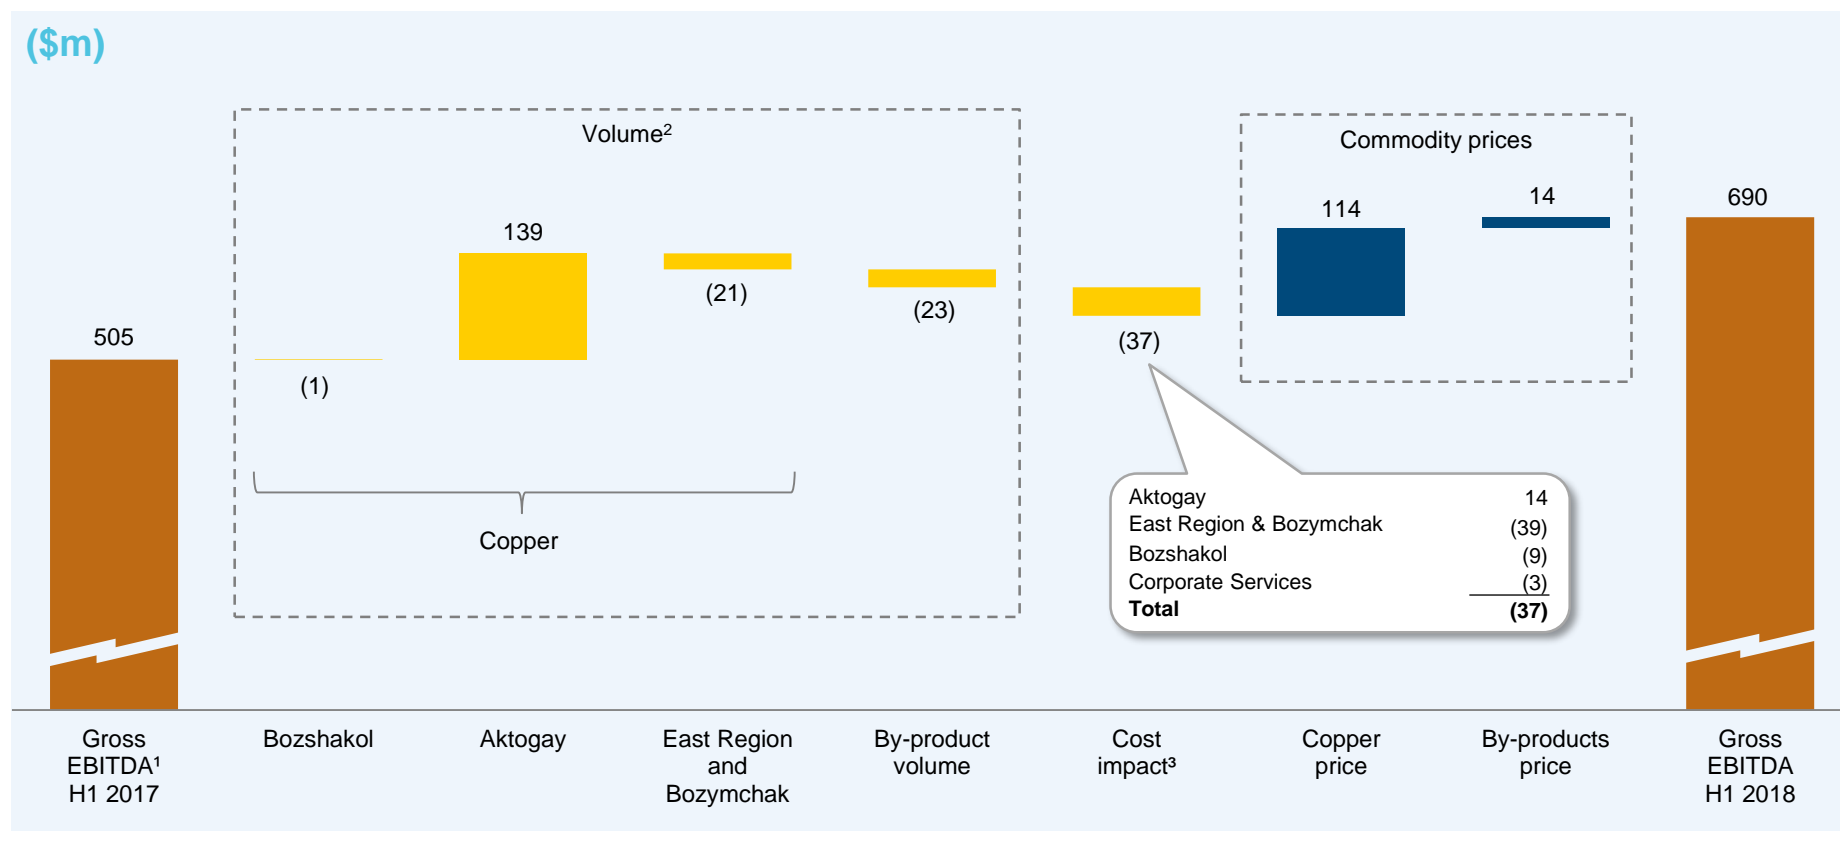 ($m)
Volume²
Commodity prices
505
(1)
139
(21)
(23)
(37)
114
14
690
Copper
Aktogay 14
East Region & Bozymchak (39)
Bozshakol (9)
Corporate Services (3)
Total (37)
Gross
EBITDA¹
H1 2017
Bozshakol
Aktogay
East Region
and
Bozymchak
By-product
volume
Cost
impact³
Copper
price
By-products
price
Gross
EBITDA
H1 2018